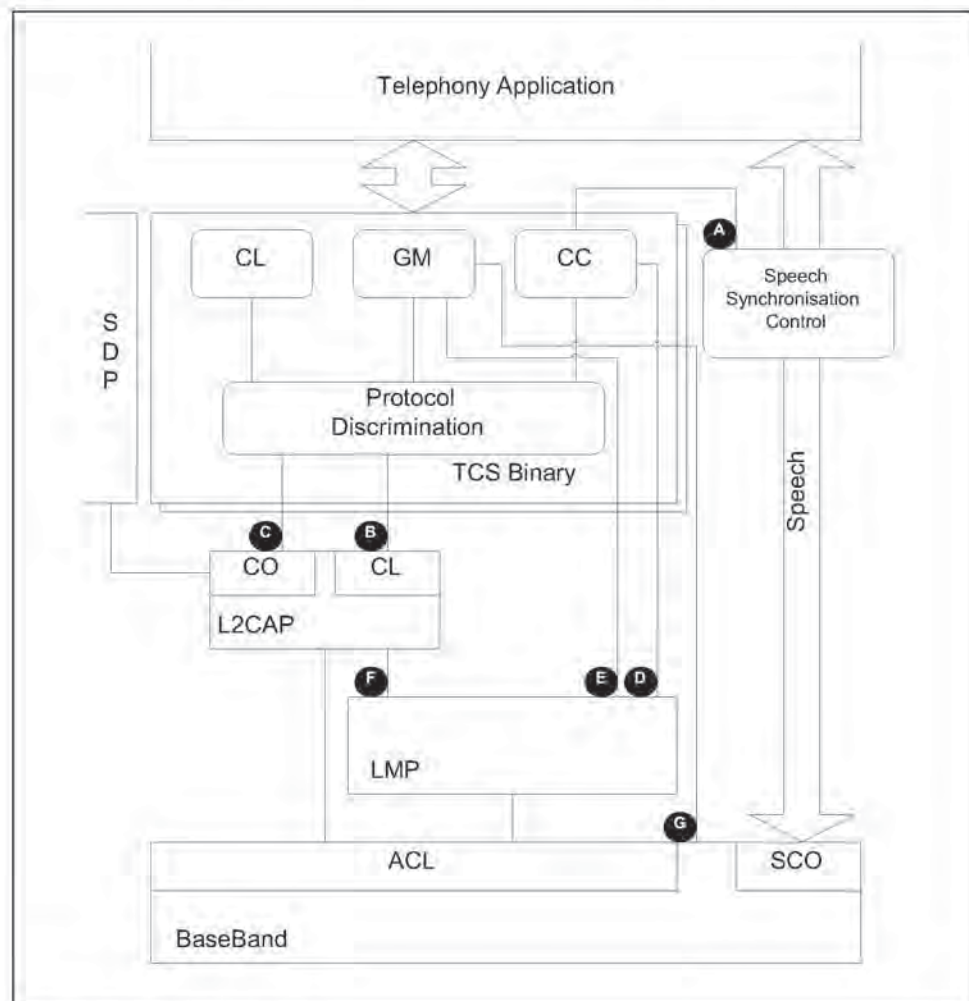 Telephony Application
A
CL
GM
CC
Speech
Synchronisation
Control
S
D
P
Protocol
Discrimination
TCS Binary
Speech
C
B
CO
CL
L2CAP
F
E
D
LMP
G
ACL
SCO
BaseBand